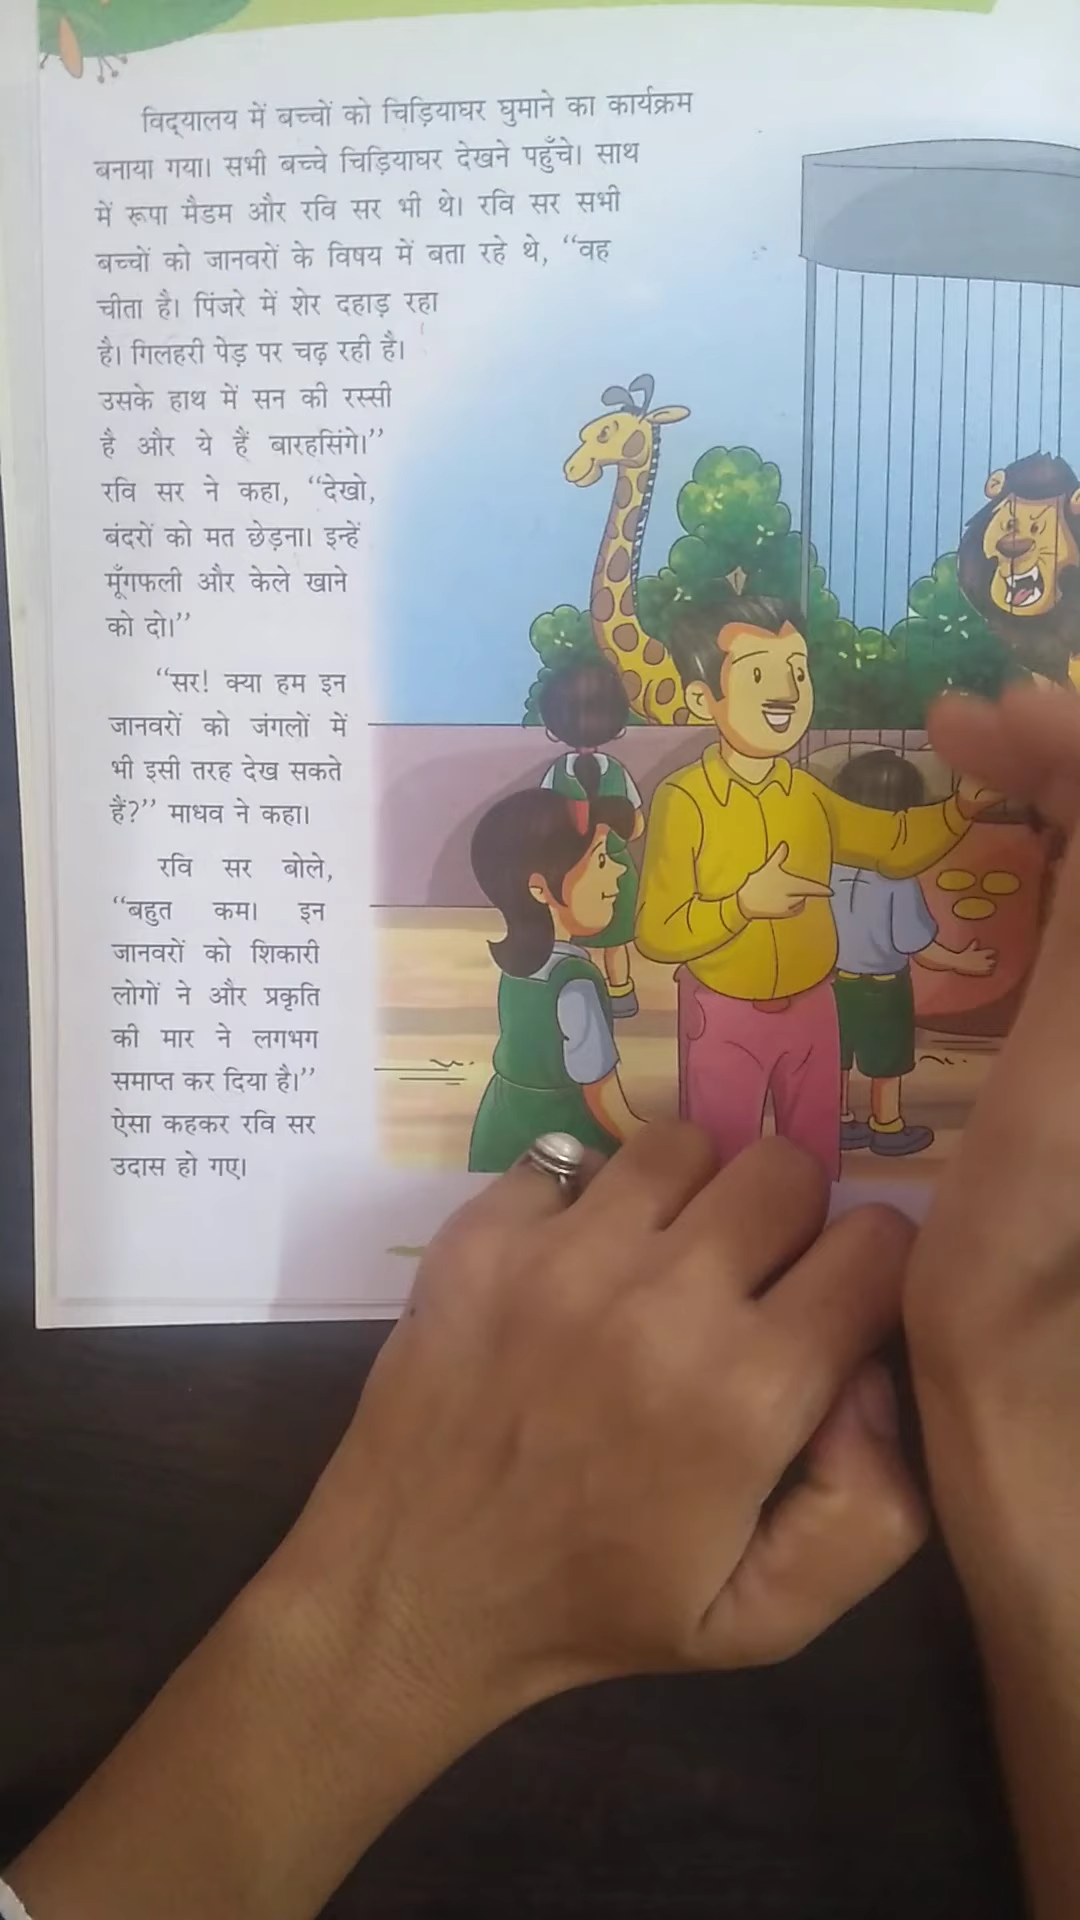 विद्यालय में बच्चों को चिड़ियाघर घुमाने का कार्यक्रम
बनाया गया। सभी बच्चे चिड़ियाघर देखने पहुँचे। साथ
में रूपा मैडम और रवि सर भी थे। रवि सर सभी
बच्चों को जानवरों के विषय में बता रहे थे, “वह
चीता है। पिंजरे में शेर दहाड़ रहा
है। गिलहरी पेड़ पर चढ़ रही है।
उसके हाथ में सन की रस्सी
है और ये हैं बारहसिंगे।”
रवि सर ने कहा, “देखो,
बंदरों को मत छेड़ना। इन्हें
मूँगफली और केले खाने
को दो।”
“सर! क्या हम इन
जानवरों को जंगलों में
भी इसी तरह देख सकते
हैं?” माधव ने कहा।
रवि सर बोले,
“बहुत कम। इन
जानवरों को शिकारी
लोगों ने और प्रकृति
की मार ने लगभग
समाप्त कर दिया है।”
ऐसा कहकर रवि सर
उदास हो गए।